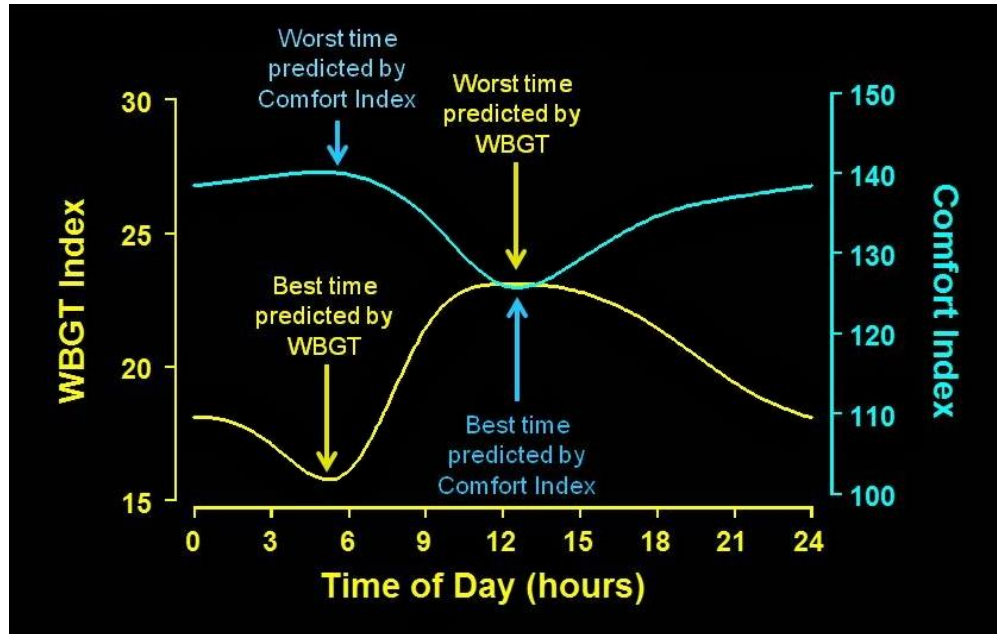 Worst time
predicted by
Comfort Index
Worst time
predicted by
WBGT
30
25
20
15
WBGT Index
Best time
predicted by
WBGT
Best time
predicted by
Comfort Index
150
140
130
120
110
100
Comfort Index
0 3 6 9 12 15 18 21 24
Time of Day (hours)